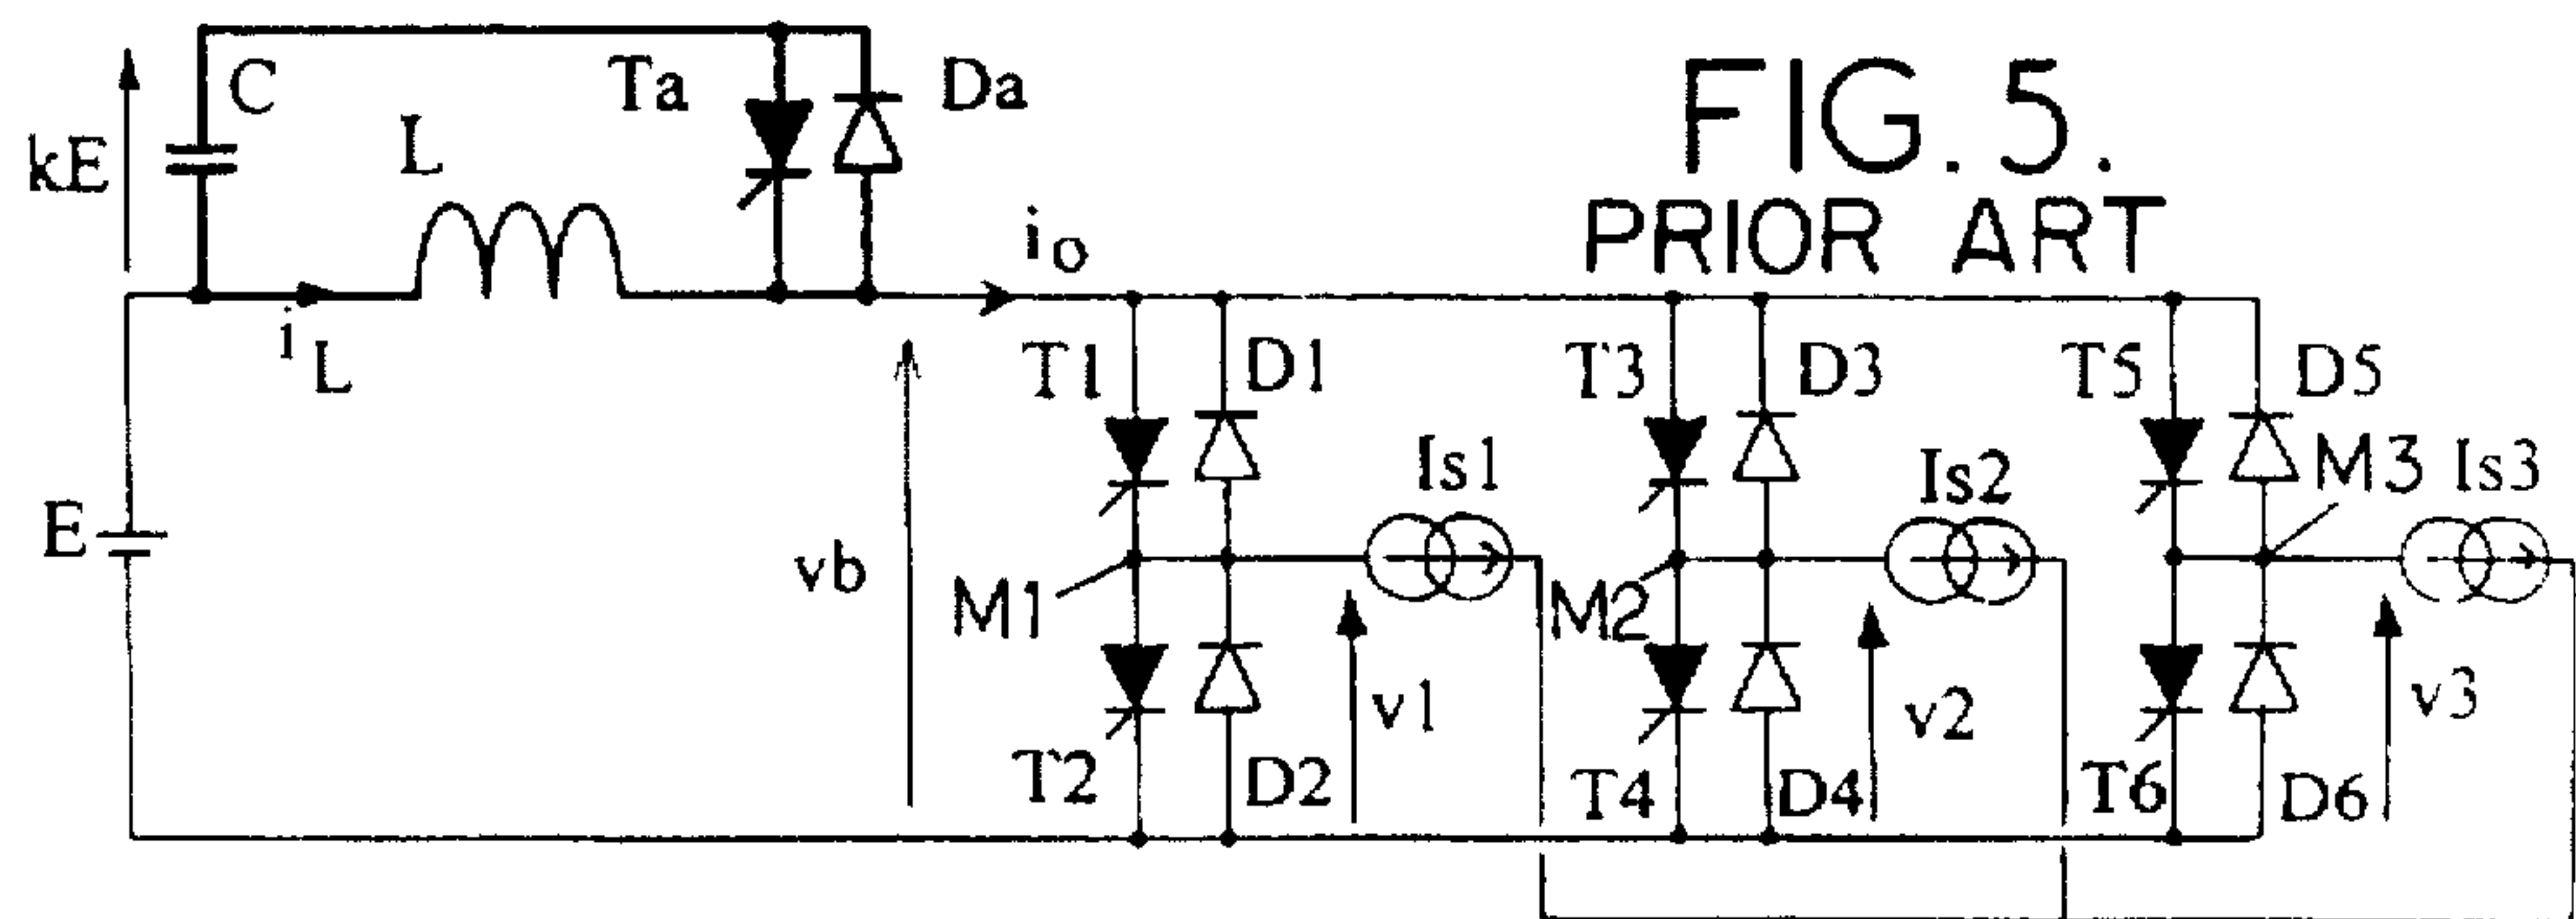 FIG. 5.
PRIOR ART
kE
C
L
Ta
Da
iL
io
E
vb
T1
D1
M1
Is1
T2
D2
v1
T3
D3
M2
Is2
T4
D4
v2
T5
D5
M3
Is3
T6
D6
v3